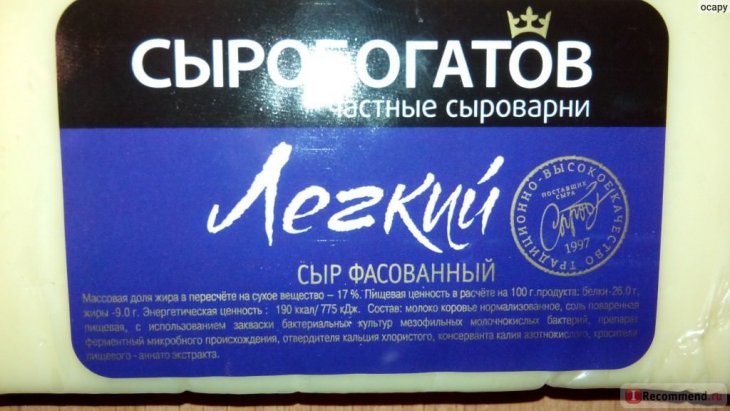 осару
СЫРОБОГАТОВ
частные сыроварни
Легкий
СЫР ФАСОВАННЫЙ
ТРАДИЦИОННО-ВЫСОКОЕ КАЧЕСТВО
ПОСТАВЩИК
СЫРА
1997
Массовая доля жира в пересчёте на сухое вещество – 17 %. Пищевая ценность в расчёте на 100 г.продукта: белки-26.0 г,
жиры -9.0 г. Энергетическая ценность : 190 ккал/ 775 кДж. Состав: молоко коровье нормализованное, соль поваренная
пищевая, с использованием закваски бактериальных культур мезофильных молочнокислых бактерий, препарат
ферментный микробного происхождения, отвердителя кальция хлористого, консерванта калия азотнокислого, красителя
пищевого - аннато экстракта.
IRecommend.ru